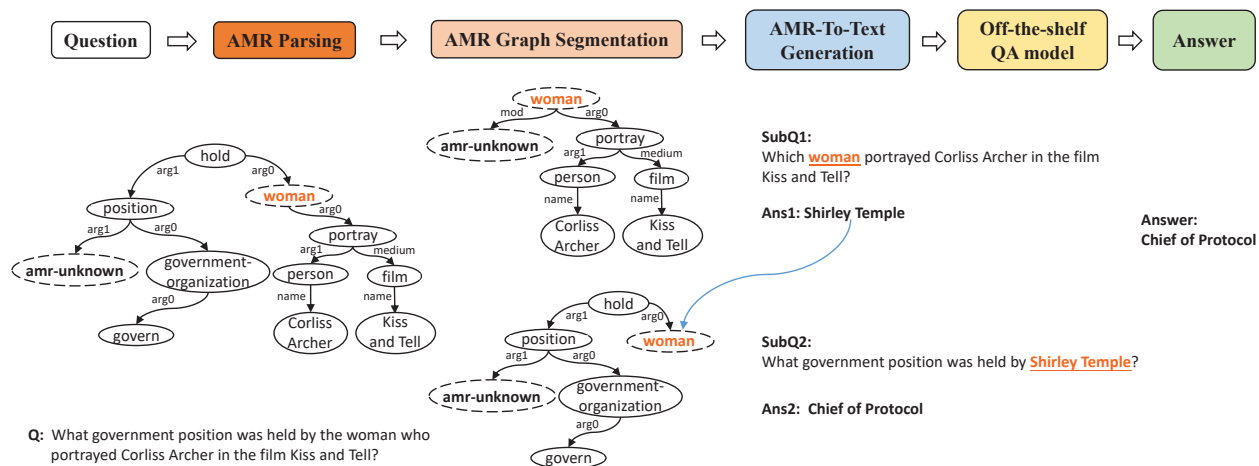 Question
AMR Parsing
AMR Graph Segmentation
AMR-To-Text
Generation
Off-the-shelf
QA model
Answer
hold
arg1
arg0
position
woman
arg1
arg0
arg0
amr-unknown
government-
organization
portray
arg1
medium
person
film
arg0
name
name
govern
Corliss
Archer
Kiss
and Tell
Q: What government position was held by the woman who
portrayed Corliss Archer in the film Kiss and Tell?
woman
mod
arg0
amr-unknown
portray
arg1
medium
person
film
name
name
Corliss
Archer
Kiss
and Tell
hold
arg1
arg0
position
woman
arg1
arg0
amr-unknown
government-
organization
arg0
govern
SubQ1:
Which woman portrayed Corliss Archer in the film
Kiss and Tell?
Ans1: Shirley Temple
SubQ2:
What government position was held by Shirley Temple?
Ans2: Chief of Protocol
Answer:
Chief of Protocol